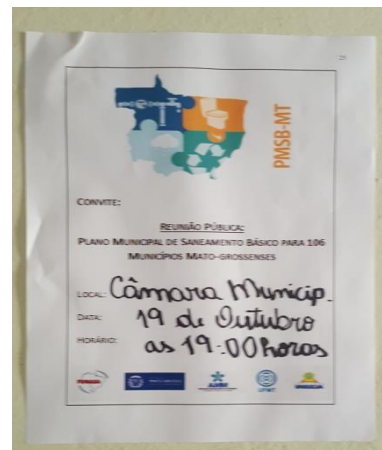 PMSB-MT
CONVITE:
REUNIÃO PÚBLICA:
PLANO MUNICIPAL DE SANEAMENTO BÁSICO PARA 106
MUNICÍPIOS MATO-GROSSENSES
LOCAL: Câmara Municip.
DATA: 19 de Outubro
HORÁRIO: as 19:00 horas